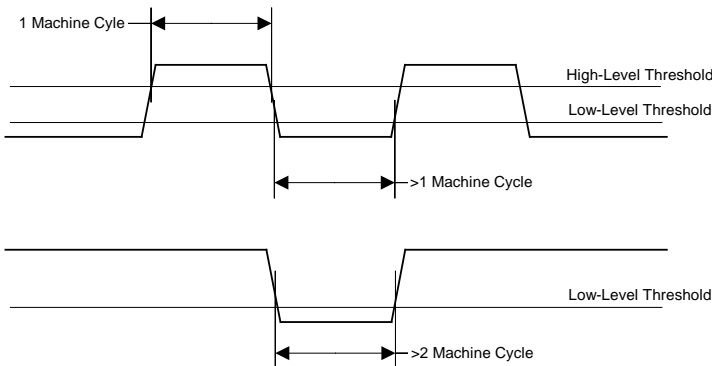 1 Machine Cyle
High-Level Threshold
Low-Level Threshold
>1 Machine Cycle
Low-Level Threshold
>2 Machine Cycle